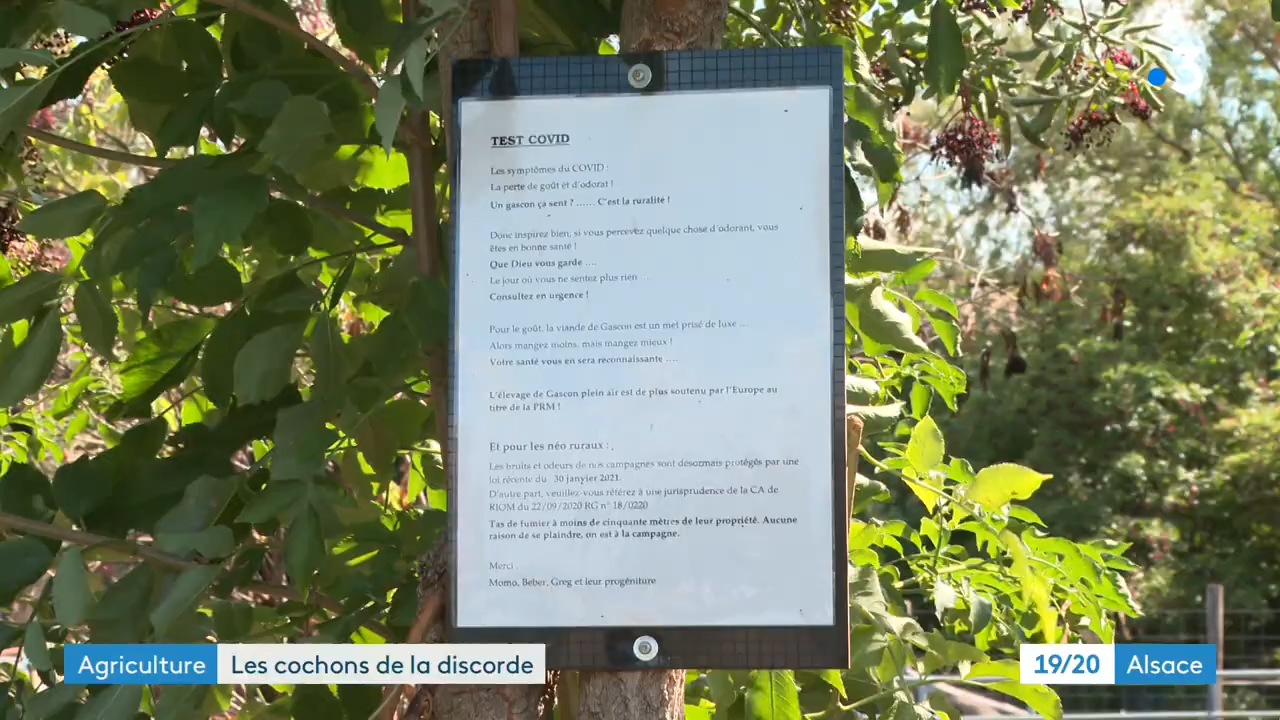 TEST COVID
Les symptômes du COVID :
La perte de goût et d'odorat !
Un gascon ça sent ? ...... C'est la ruralité !
Donc inspirez bien, si vous percevez quelque chose d'odorant, vous
êtes en bonne santé !
Que Dieu vous garde ....
Le jour où vous ne sentez plus rien ....
Consultez en urgence !
Pour le goût, la viande de Gascon est un met prisé de luxe ...
Alors mangez moins, mais mangez mieux !
Votre santé vous en sera reconnaissante ....
L'élevage de Gascon plein air est de plus soutenu par l'Europe au
titre de la PRM !
Et pour les néo ruraux : ,
Les bruits et odeurs de nos campagnes sont désormais protégés par une
loi récente du 30 janvier 2021.
D'autre part, veuillez-vous référez à une jurisprudence de la CA de
RIOM du 22/09/2020 RG n° 18/0220
Tas de fumier à moins de cinquante mètres de leur propriété. Aucune
raison de se plaindre, on est à la campagne.
Merci
Momo, Beber, Greg et leur progéniture
Agriculture Les cochons de la discorde
19/20 Alsace